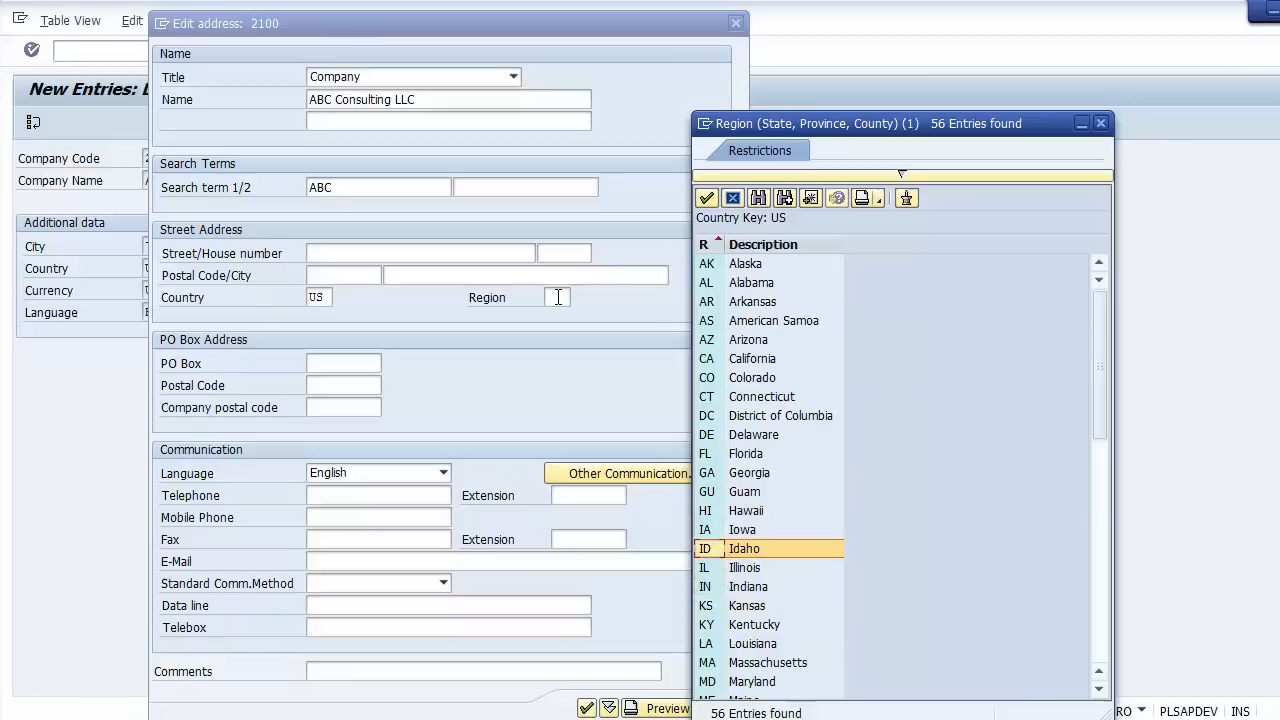 Table View Edit
New Entries:
Company Code 2
Company Name
Additional data
City
Country
Currency
Language
Edit address: 2100
Name
Title Company
Name ABC Consulting LLC
Search Terms
Search term 1/2 ABC
Street Address
Street/House number
Postal Code/City
Country US Region
PO Box Address
PO Box
Postal Code
Company postal code
Communication
Language English Other Communication.
Telephone Extension
Mobile Phone
Fax Extension
E-Mail
Standard Comm.Method
Data line
Telebox
Comments
Preview
Region (State, Province, County) (1) 56 Entries found
Restrictions
Country Key: US
R Description
AK Alaska
AL Alabama
AR Arkansas
AS American Samoa
AZ Arizona
CA California
CO Colorado
CT Connecticut
DC District of Columbia
DE Delaware
FL Florida
GA Georgia
GU Guam
HI Hawaii
IA Iowa
ID Idaho
IL Illinois
IN Indiana
KS Kansas
KY Kentucky
LA Louisiana
MA Massachusetts
MD Maryland
ME Maine
56 Entries found
RO PLSAPDEV INS